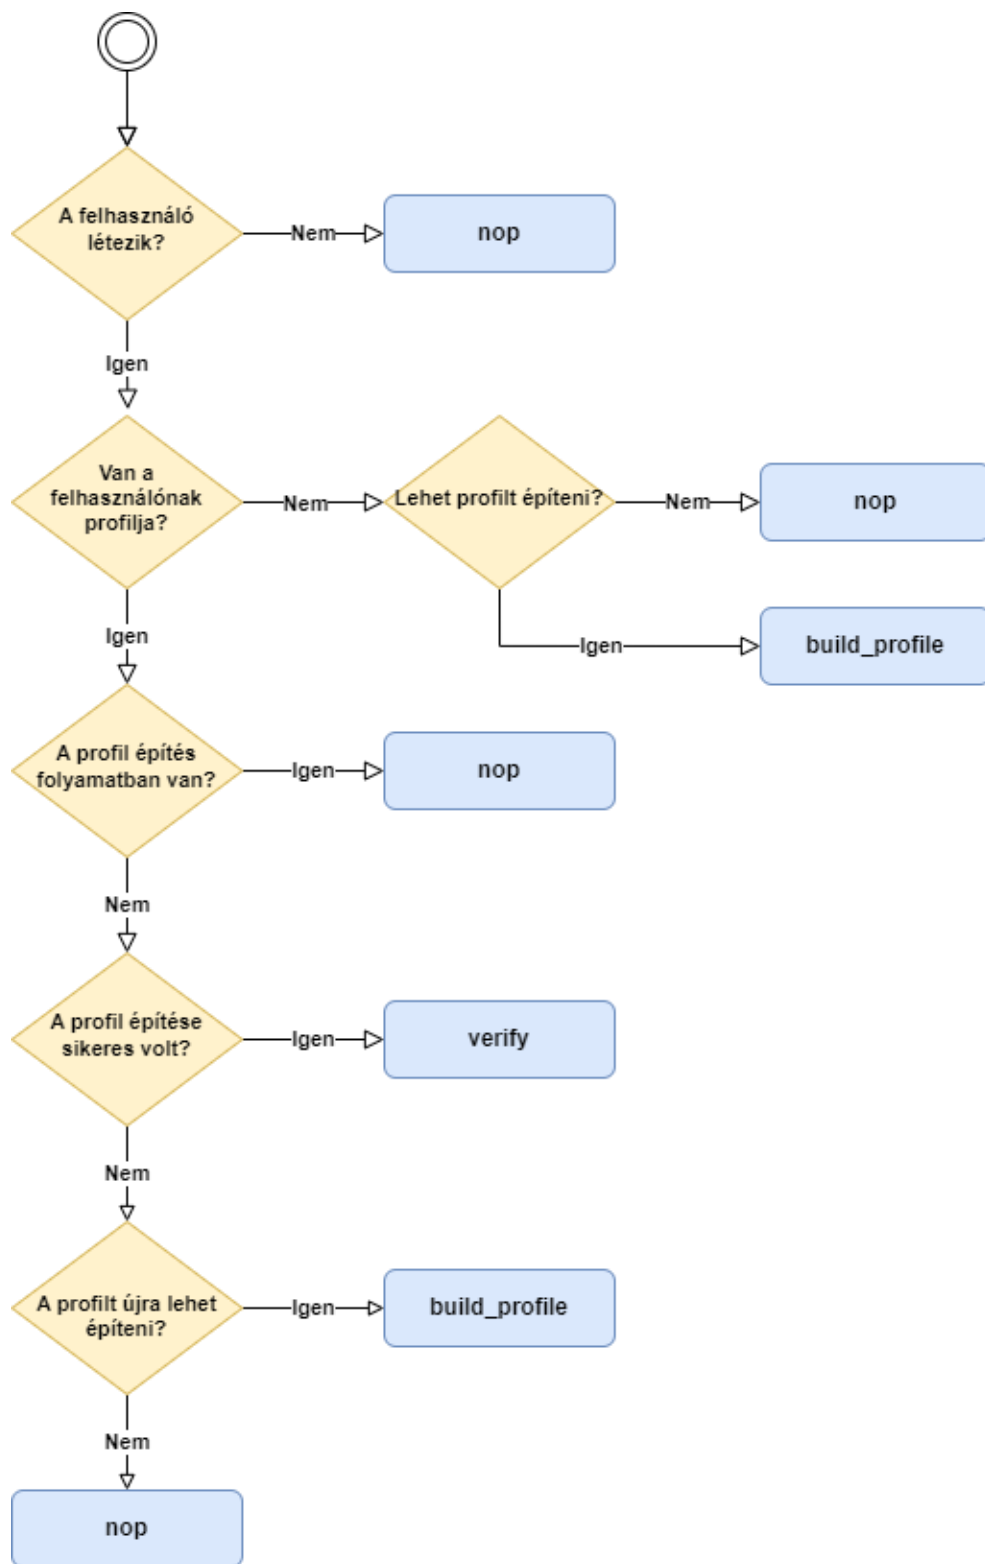 A felhasználó
létezik?
Nem
nop
Igen
Van a
felhasználónak
profilja?
Nem
Lehet profilt építeni?
Nem
nop
Igen
build_profile
Igen
A profil építés
folyamatban van?
Igen
nop
Nem
A profil építése
sikeres volt?
Igen
verify
Nem
A profilt újra lehet
építeni?
Igen
build_profile
Nem
nop